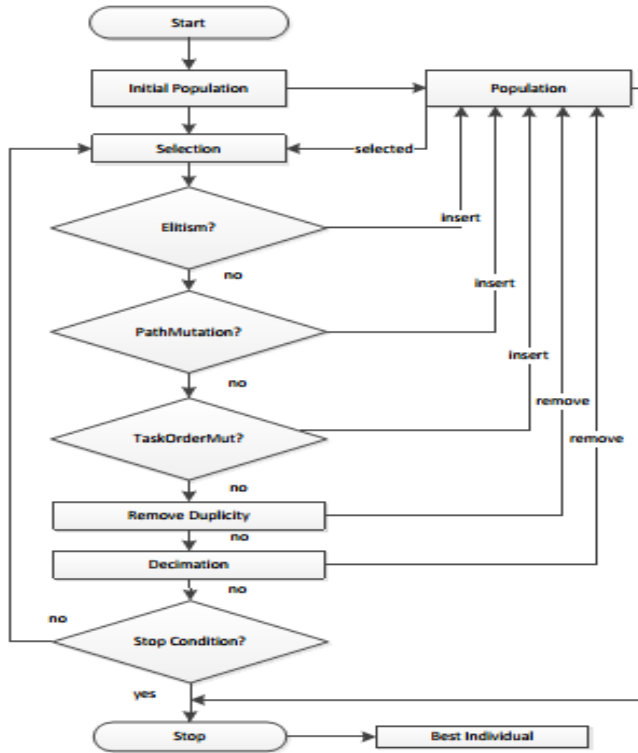 Start
Initial Population
Population
Selection
selected
Elitism?
insert
no
insert
PathMutation?
insert
no
remove
TaskOrderMut?
remove
no
Remove Duplicity
no
Decimation
no
no
Stop Condition?
yes
Stop
Best Individual